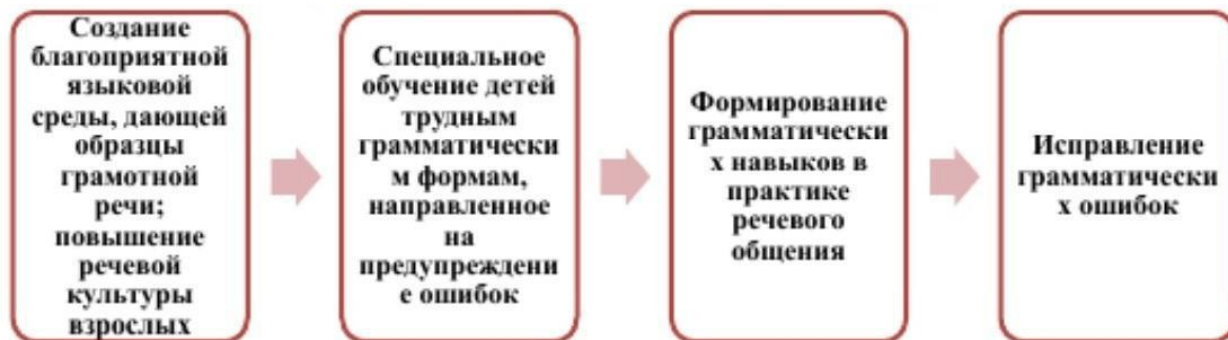 Создание
благоприятной
языковой
среды, дающей
образцы
грамотной
речи;
повышение
речевой
культуры
взрослых
Специальное
обучение детей
трудным
грамматически
м формам,
направленное
на
предупреждени
е ошибок
Формирование
грамматически
х навыков в
практике
речевого
общения
Исправление
грамматически
х ошибок